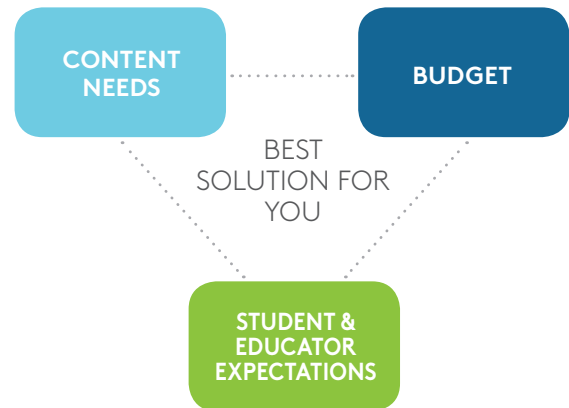 CONTENT
NEEDS
BUDGET
BEST
SOLUTION FOR
YOU
STUDENT &
EDUCATOR
EXPECTATIONS